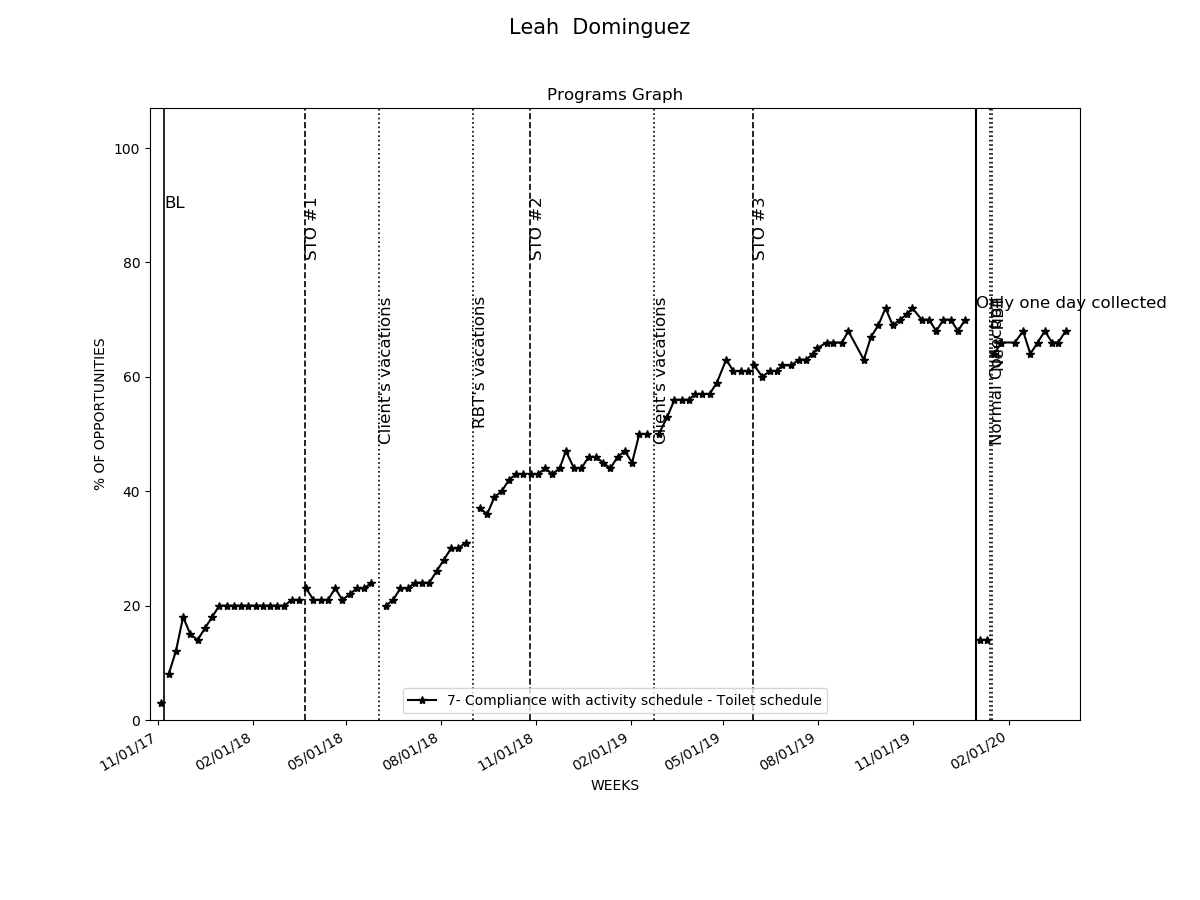 Leah Dominguez
Programs Graph
% OF OPPORTUNITIES
100
80
60
40
20
0
BL
STO #1
Client's vacations
RBT's vacations
STO #2
Client's vacations
STO #3
Only one day collected
Normal
7- Compliance with activity schedule - Toilet schedule
11/01/17
02/01/18
05/01/18
08/01/18
11/01/18
02/01/19
05/01/19
08/01/19
11/01/19
02/01/20
WEEKS